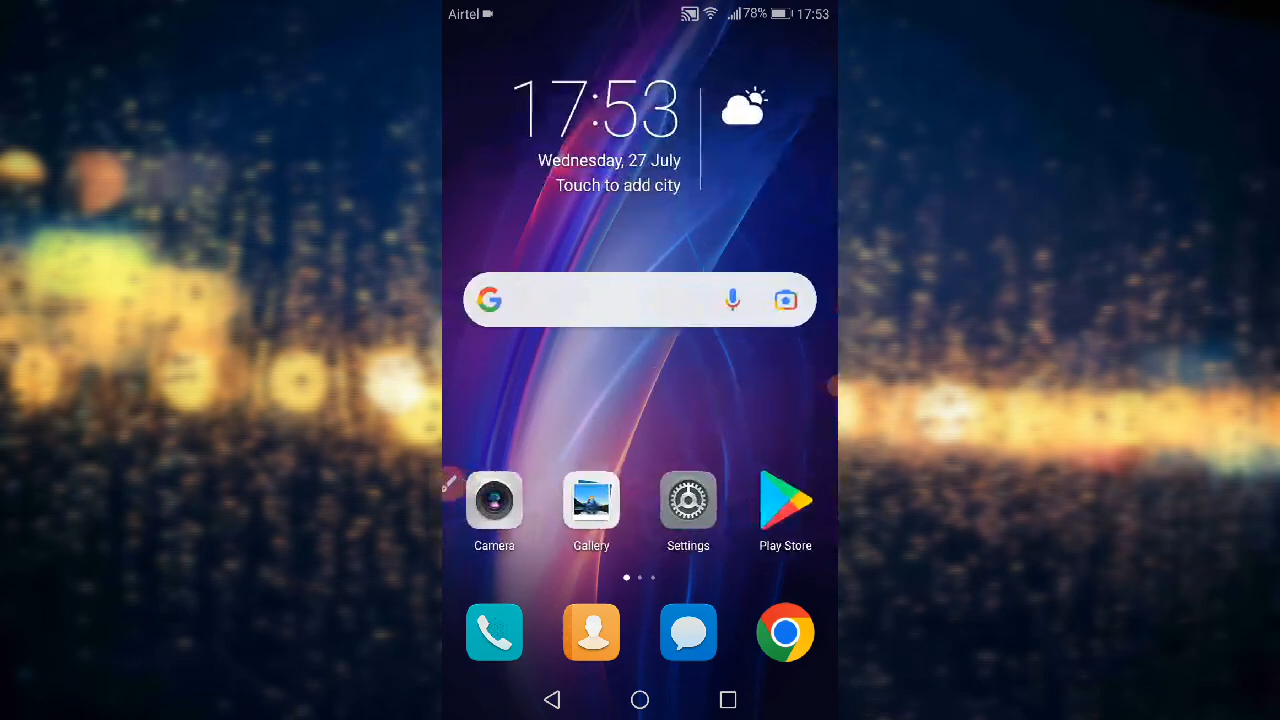 Airtel 78% 17:53
17:53
Wednesday, 27 July
Touch to add city
Camera Gallery Settings Play Store